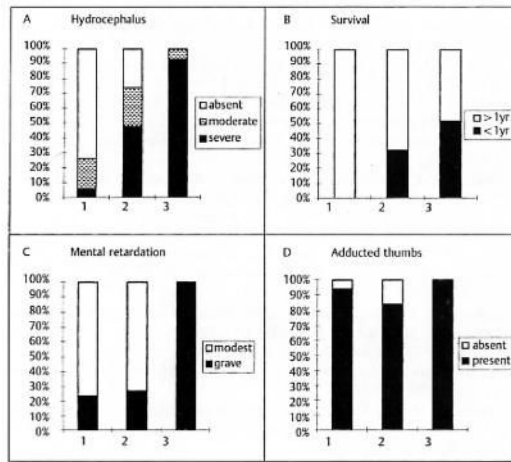 A Hydrocephalus
100%
90%
80%
70%
60%
50%
40%
30%
20%
10%
0%
absent
moderate
severe
1 2 3
B Survival
100%
90%
80%
70%
60%
50%
40%
30%
20%
10%
0%
>1yr
<1yr
1 2 3
C Mental retardation
100%
90%
80%
70%
60%
50%
40%
30%
20%
10%
0%
modest
grave
1 2 3
D Adducted thumbs
100%
90%
80%
70%
60%
50%
40%
30%
20%
10%
0%
absent
present
1 2 3